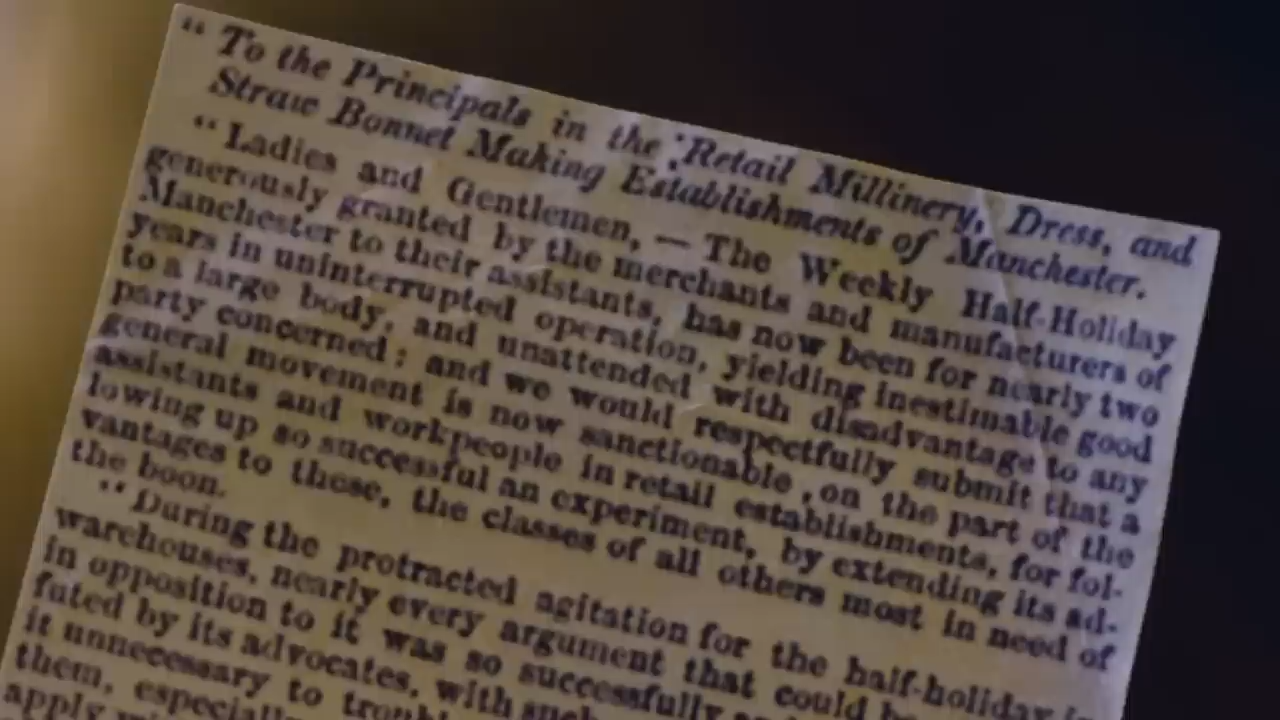 “ To the Principals in the Retail Millinery, Dress, and
Straw Bonnet Making Establishments of Manchester.
“ Ladies and Gentlemen, — The Weekly Half-Holiday
generously granted by the merchants and manufacturers of
Manchester to their assistants, has now been for nearly two
years in uninterrupted operation, yielding inestimable good
to a large body, and unattended with disadvantage to any
party concerned; and we would respectfully submit that a
general movement is now sanctionable, on the part of the
assistants and workpeople in retail establishments, for fol-
lowing up so successful an experiment, by extending its ad-
vantages to these, the classes of all others most in need of
the boon.
“ During the protracted agitation for the half-holiday in
warehouses, nearly every argument that could be
in opposition to it was so successfully
futed by its advocates, with such
it unnecessary to
them, especially
apply